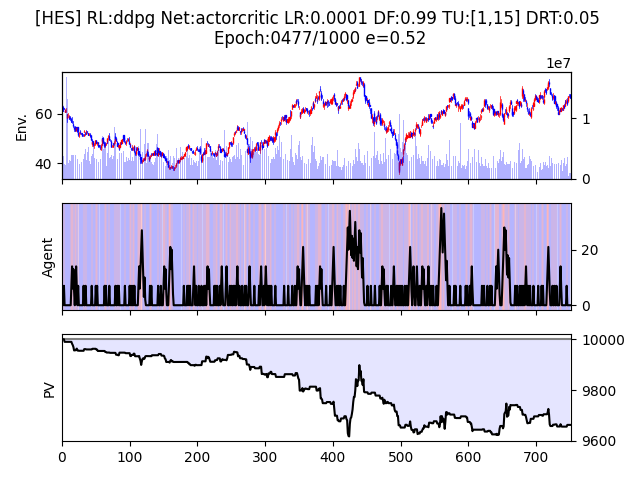 [HES] RL:ddpg Net:actorcritic LR:0.0001 DF:0.99 TU:[1,15] DRT:0.05
Epoch:0477/1000 e=0.52
1e7
Env.
60
40
1
0
Agent
20
0
PV
10000
9800
9600
0 100 200 300 400 500 600 700